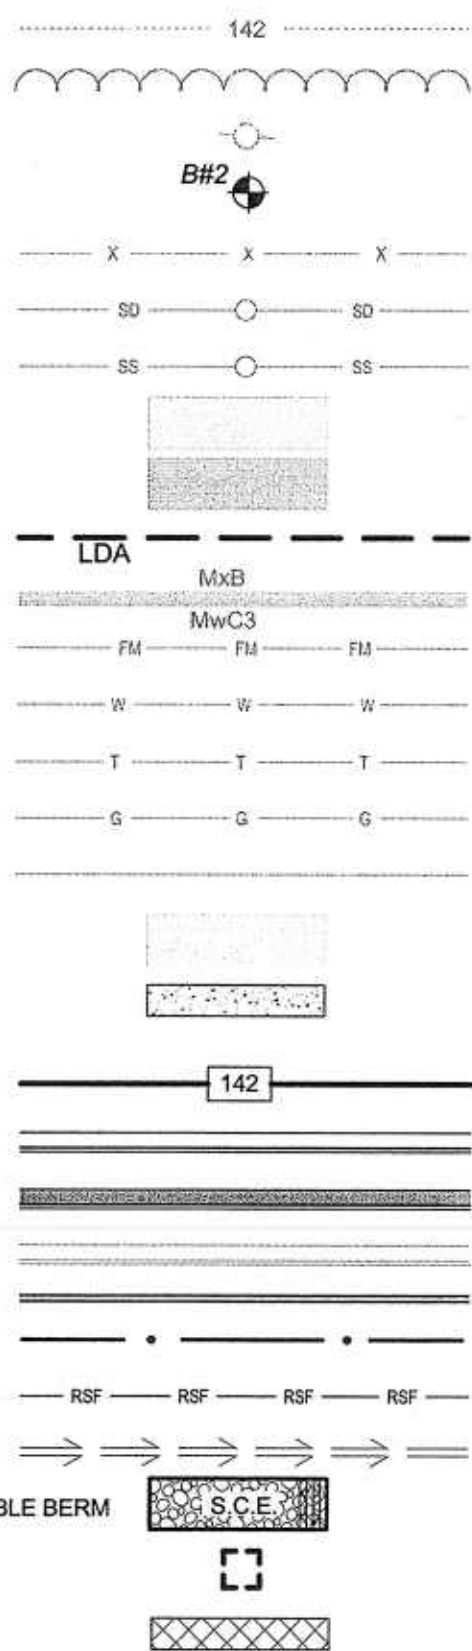 142
B#2
X X X
SD SD
SS SS
LDA
MxB
MwC3
FM FM FM
W W W
T T T
G G G
142
RSF RSF RSF RSF
BLE BERM S.C.E.